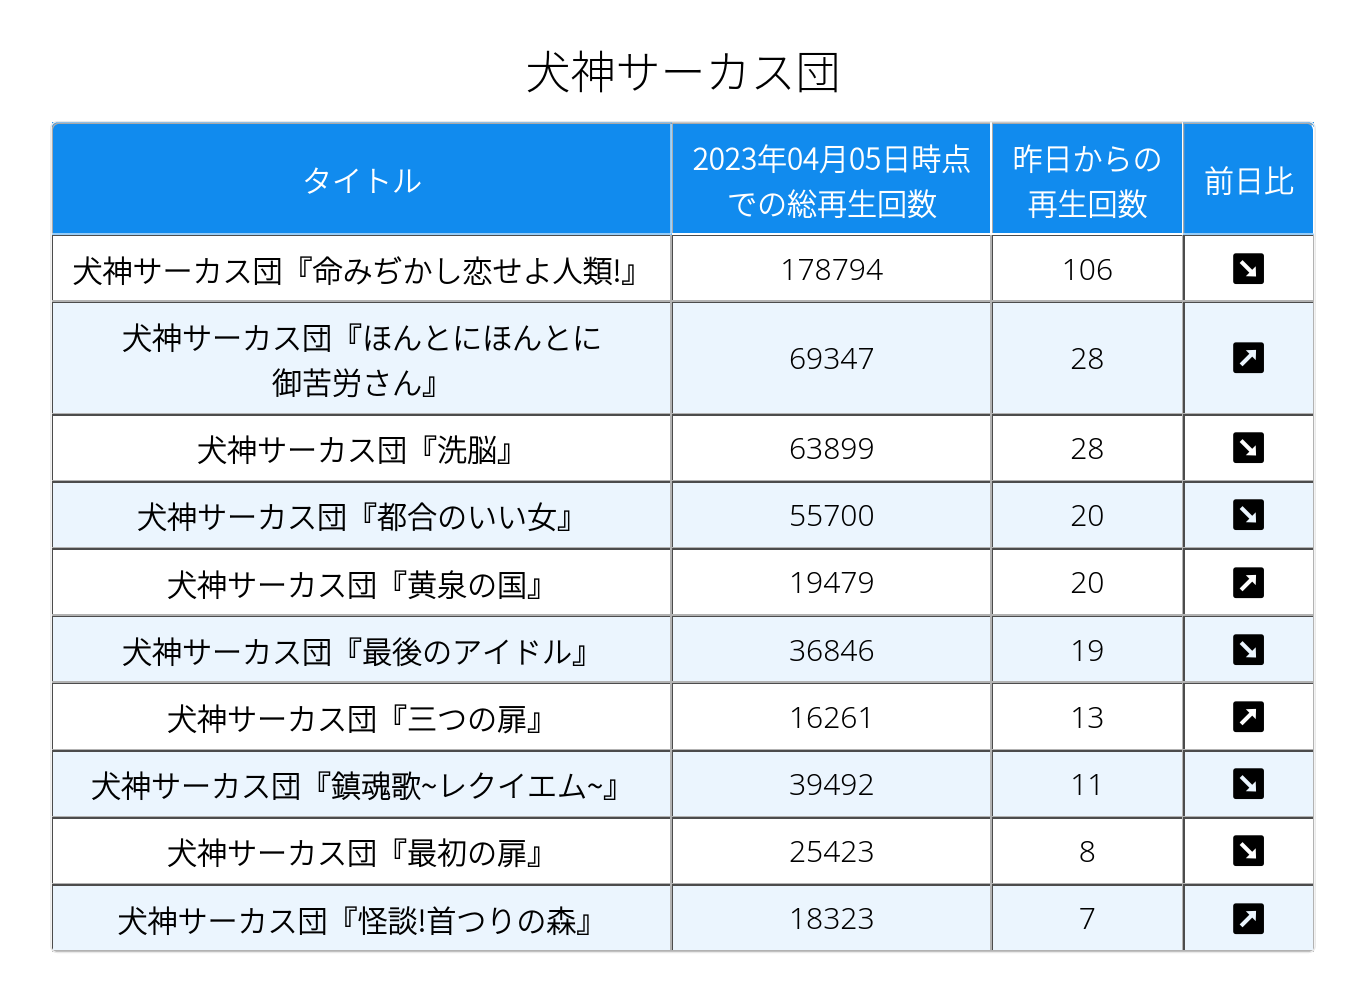 犬神サーカス団
タイトル
2023年04月05日時点
での総再生回数
昨日からの
再生回数
前日比
犬神サーカス団『命みぢかし恋せよ人類!』 178794 106 ↘
犬神サーカス団『ほんとにほんとに
御苦労さん』 69347 28 ↗
犬神サーカス団『洗脳』 63899 28 ↘
犬神サーカス団『都合のいい女』 55700 20 ↘
犬神サーカス団『黄泉の国』 19479 20 ↗
犬神サーカス団『最後のアイドル』 36846 19 ↘
犬神サーカス団『三つの扉』 16261 13 ↗
犬神サーカス団『鎮魂歌~レクイエム~』 39492 11 ↘
犬神サーカス団『最初の扉』 25423 8 ↘
犬神サーカス団『怪談!首つりの森』 18323 7 ↗